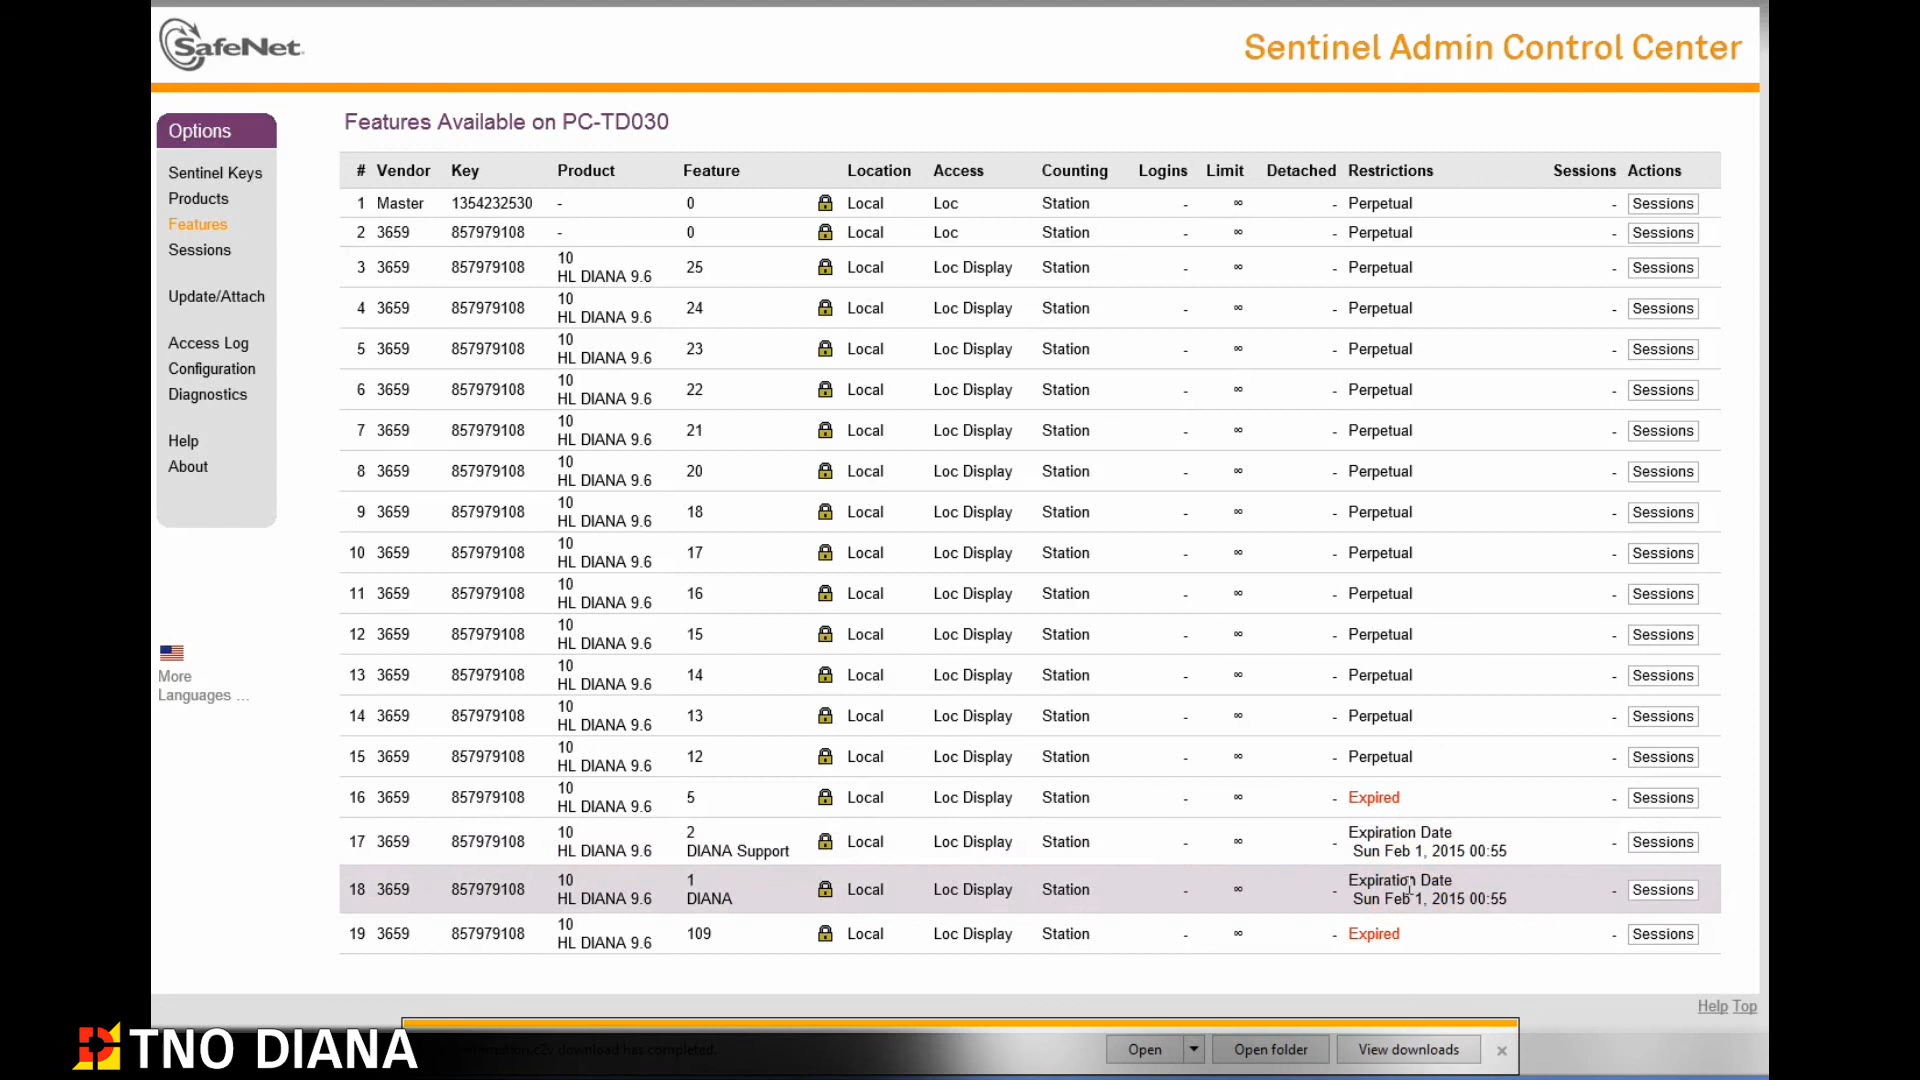 SafeNet
Sentinel Admin Control Center
Options
Sentinel Keys
Products
Features
Sessions
Update/Attach
Access Log
Configuration
Diagnostics
Help
About
More
Languages ...
Features Available on PC-TD030
# Vendor Key Product Feature Location Access Counting Logins Limit Detached Restrictions Sessions Actions
1 Master 1354232530 - 0 Local Loc Station - ∞ - Perpetual - Sessions
2 3659 857979108 - 0 Local Loc Station - ∞ - Perpetual - Sessions
3 3659 857979108 10 HL DIANA 9.6 25 Local Loc Display Station - ∞ - Perpetual - Sessions
4 3659 857979108 10 HL DIANA 9.6 24 Local Loc Display Station - ∞ - Perpetual - Sessions
5 3659 857979108 10 HL DIANA 9.6 23 Local Loc Display Station - ∞ - Perpetual - Sessions
6 3659 857979108 10 HL DIANA 9.6 22 Local Loc Display Station - ∞ - Perpetual - Sessions
7 3659 857979108 10 HL DIANA 9.6 21 Local Loc Display Station - ∞ - Perpetual - Sessions
8 3659 857979108 10 HL DIANA 9.6 20 Local Loc Display Station - ∞ - Perpetual - Sessions
9 3659 857979108 10 HL DIANA 9.6 18 Local Loc Display Station - ∞ - Perpetual - Sessions
10 3659 857979108 10 HL DIANA 9.6 17 Local Loc Display Station - ∞ - Perpetual - Sessions
11 3659 857979108 10 HL DIANA 9.6 16 Local Loc Display Station - ∞ - Perpetual - Sessions
12 3659 857979108 10 HL DIANA 9.6 15 Local Loc Display Station - ∞ - Perpetual - Sessions
13 3659 857979108 10 HL DIANA 9.6 14 Local Loc Display Station - ∞ - Perpetual - Sessions
14 3659 857979108 10 HL DIANA 9.6 13 Local Loc Display Station - ∞ - Perpetual - Sessions
15 3659 857979108 10 HL DIANA 9.6 12 Local Loc Display Station - ∞ - Perpetual - Sessions
16 3659 857979108 10 HL DIANA 9.6 5 Local Loc Display Station - ∞ - Expired - Sessions
17 3659 857979108 10 HL DIANA 9.6 2 DIANA Support Local Loc Display Station - ∞ - Expiration Date Sun Feb 1, 2015 00:55 - Sessions
18 3659 857979108 10 HL DIANA 9.6 1 DIANA Local Loc Display Station - ∞ - Expiration Date Sun Feb 1, 2015 00:55 - Sessions
19 3659 857979108 10 HL DIANA 9.6 109 Local Loc Display Station - ∞ - Expired - Sessions
Help Top
TNO DIANA
download has completed.
Open Open folder View downloads ×